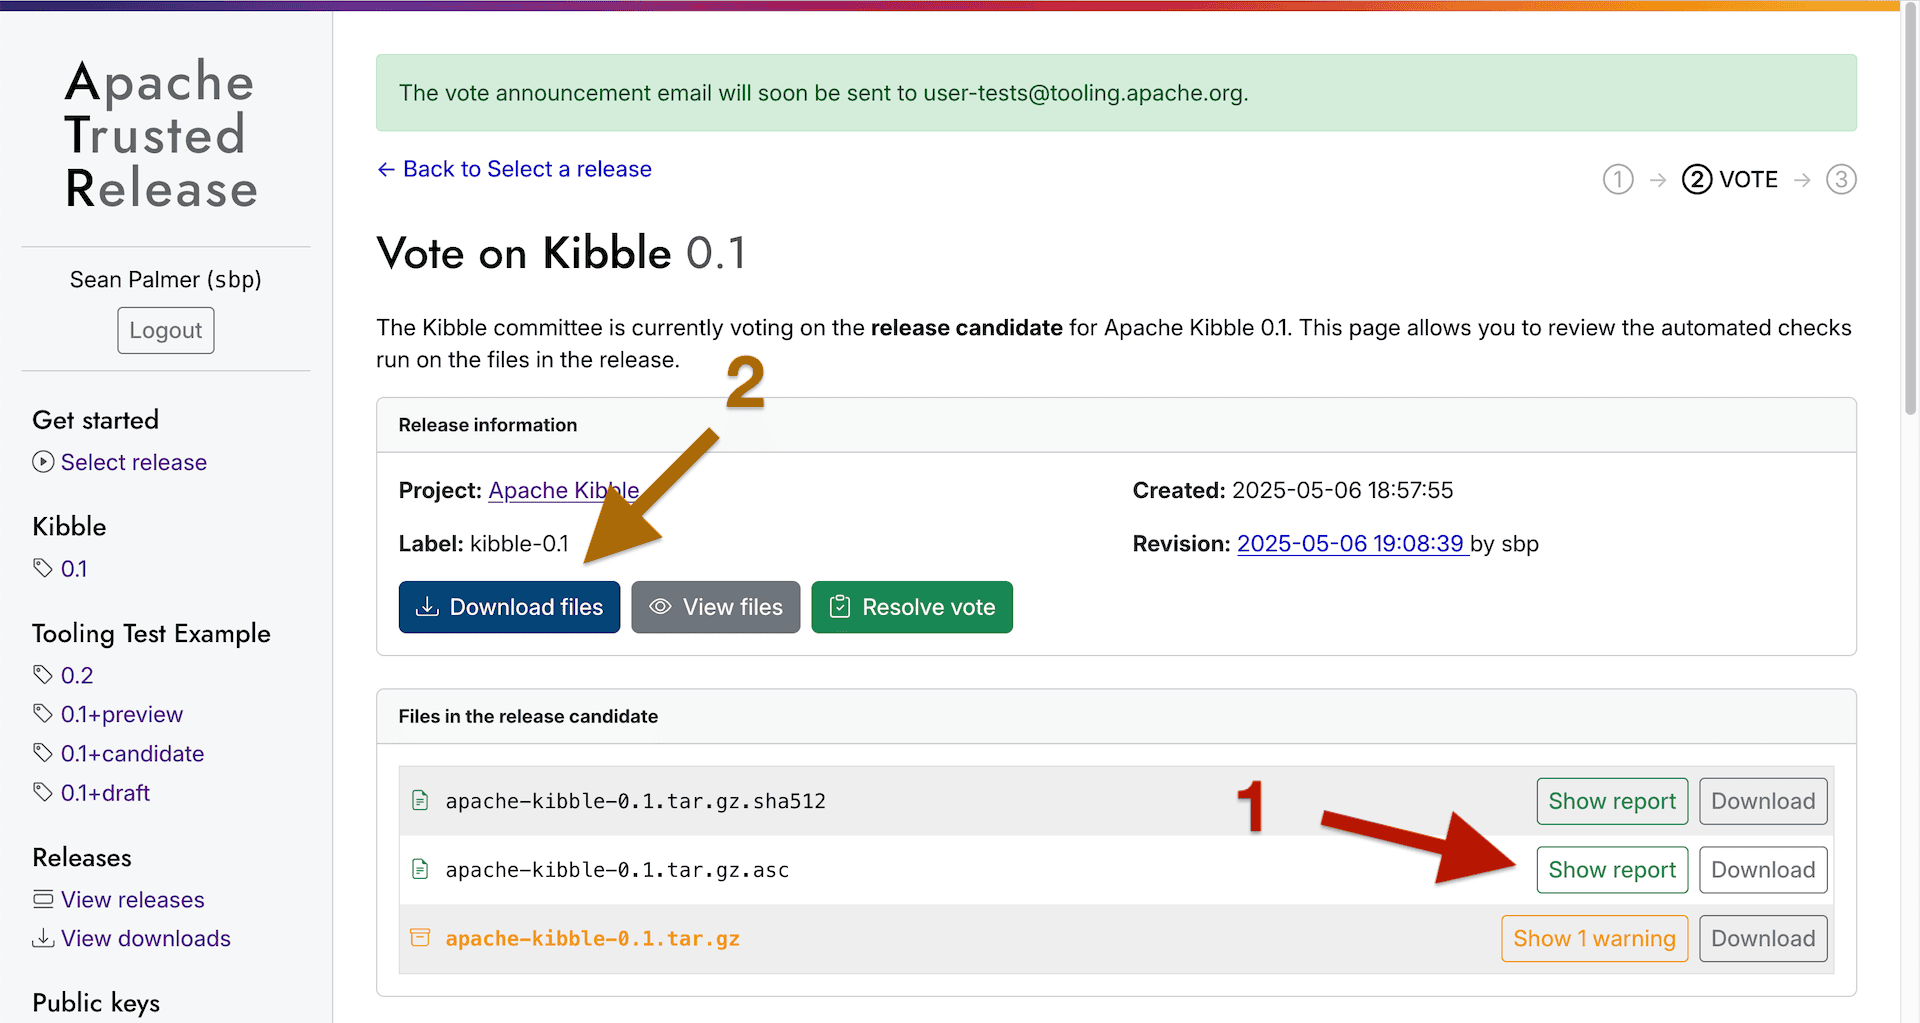 Apache
Trusted
Release
Sean Palmer (sbp)
Logout
Get started
Select release
Kibble
0.1
Tooling Test Example
0.2
0.1+preview
0.1+candidate
0.1+draft
Releases
View releases
View downloads
Public keys
The vote announcement email will soon be sent to user-tests@tooling.apache.org.
← Back to Select a release
1 → 2 VOTE → 3
Vote on Kibble 0.1
The Kibble committee is currently voting on the release candidate for Apache Kibble 0.1. This page allows you to review the automated checks
run on the files in the release.
2
Release information
Project: Apache Kibble
Created: 2025-05-06 18:57:55
Label: kibble-0.1
Revision: 2025-05-06 19:08:39 by sbp
Download files
View files
Resolve vote
Files in the release candidate
1
apache-kibble-0.1.tar.gz.sha512
Show report
Download
apache-kibble-0.1.tar.gz.asc
Show report
Download
apache-kibble-0.1.tar.gz
Show 1 warning
Download